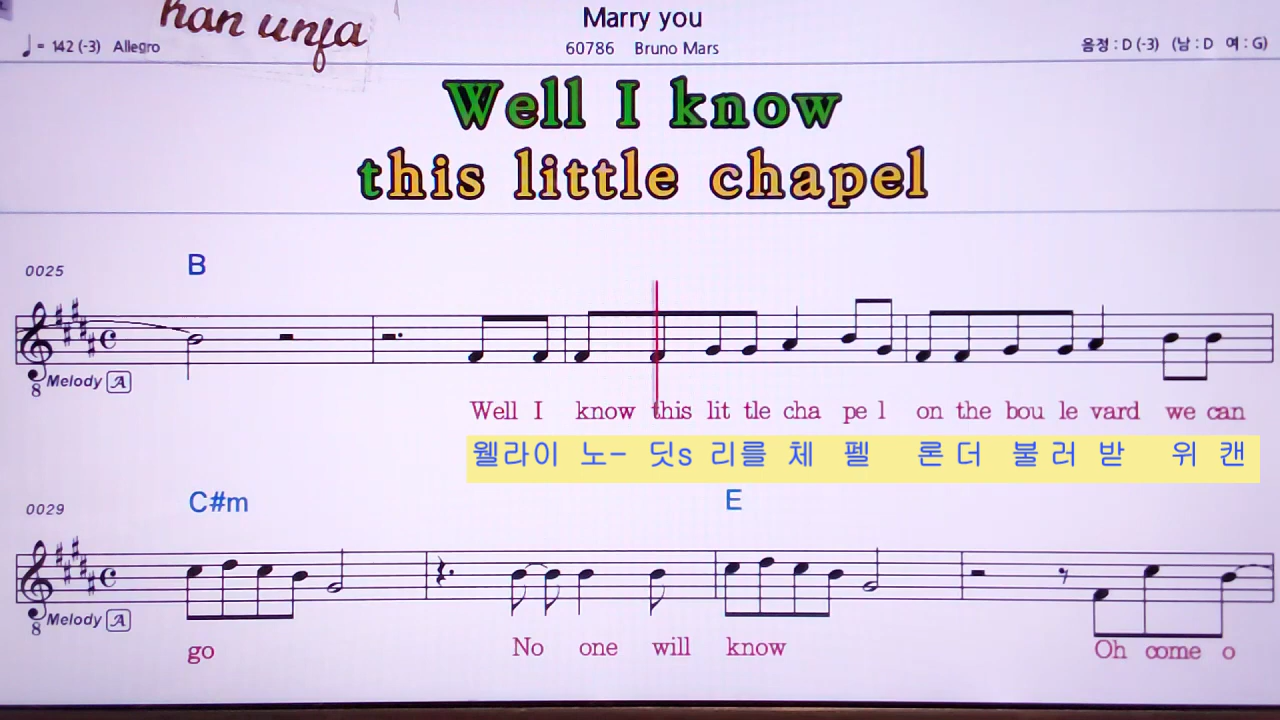 han unfa
Marry you
♩ = 142 (-3) Allegro
60786 Bruno Mars
음정 : D (-3) (남 : D 여 : G)
Well I know
this little chapel
0025
B
8 Melody A
Well I know this lit tle cha pe l on the bou le vard we can
웰라이 노- 딧s 리를 체 펠 론 더 불 러 받 위 캔
0029
C#m E
8 Melody A
go No one will know Oh come o